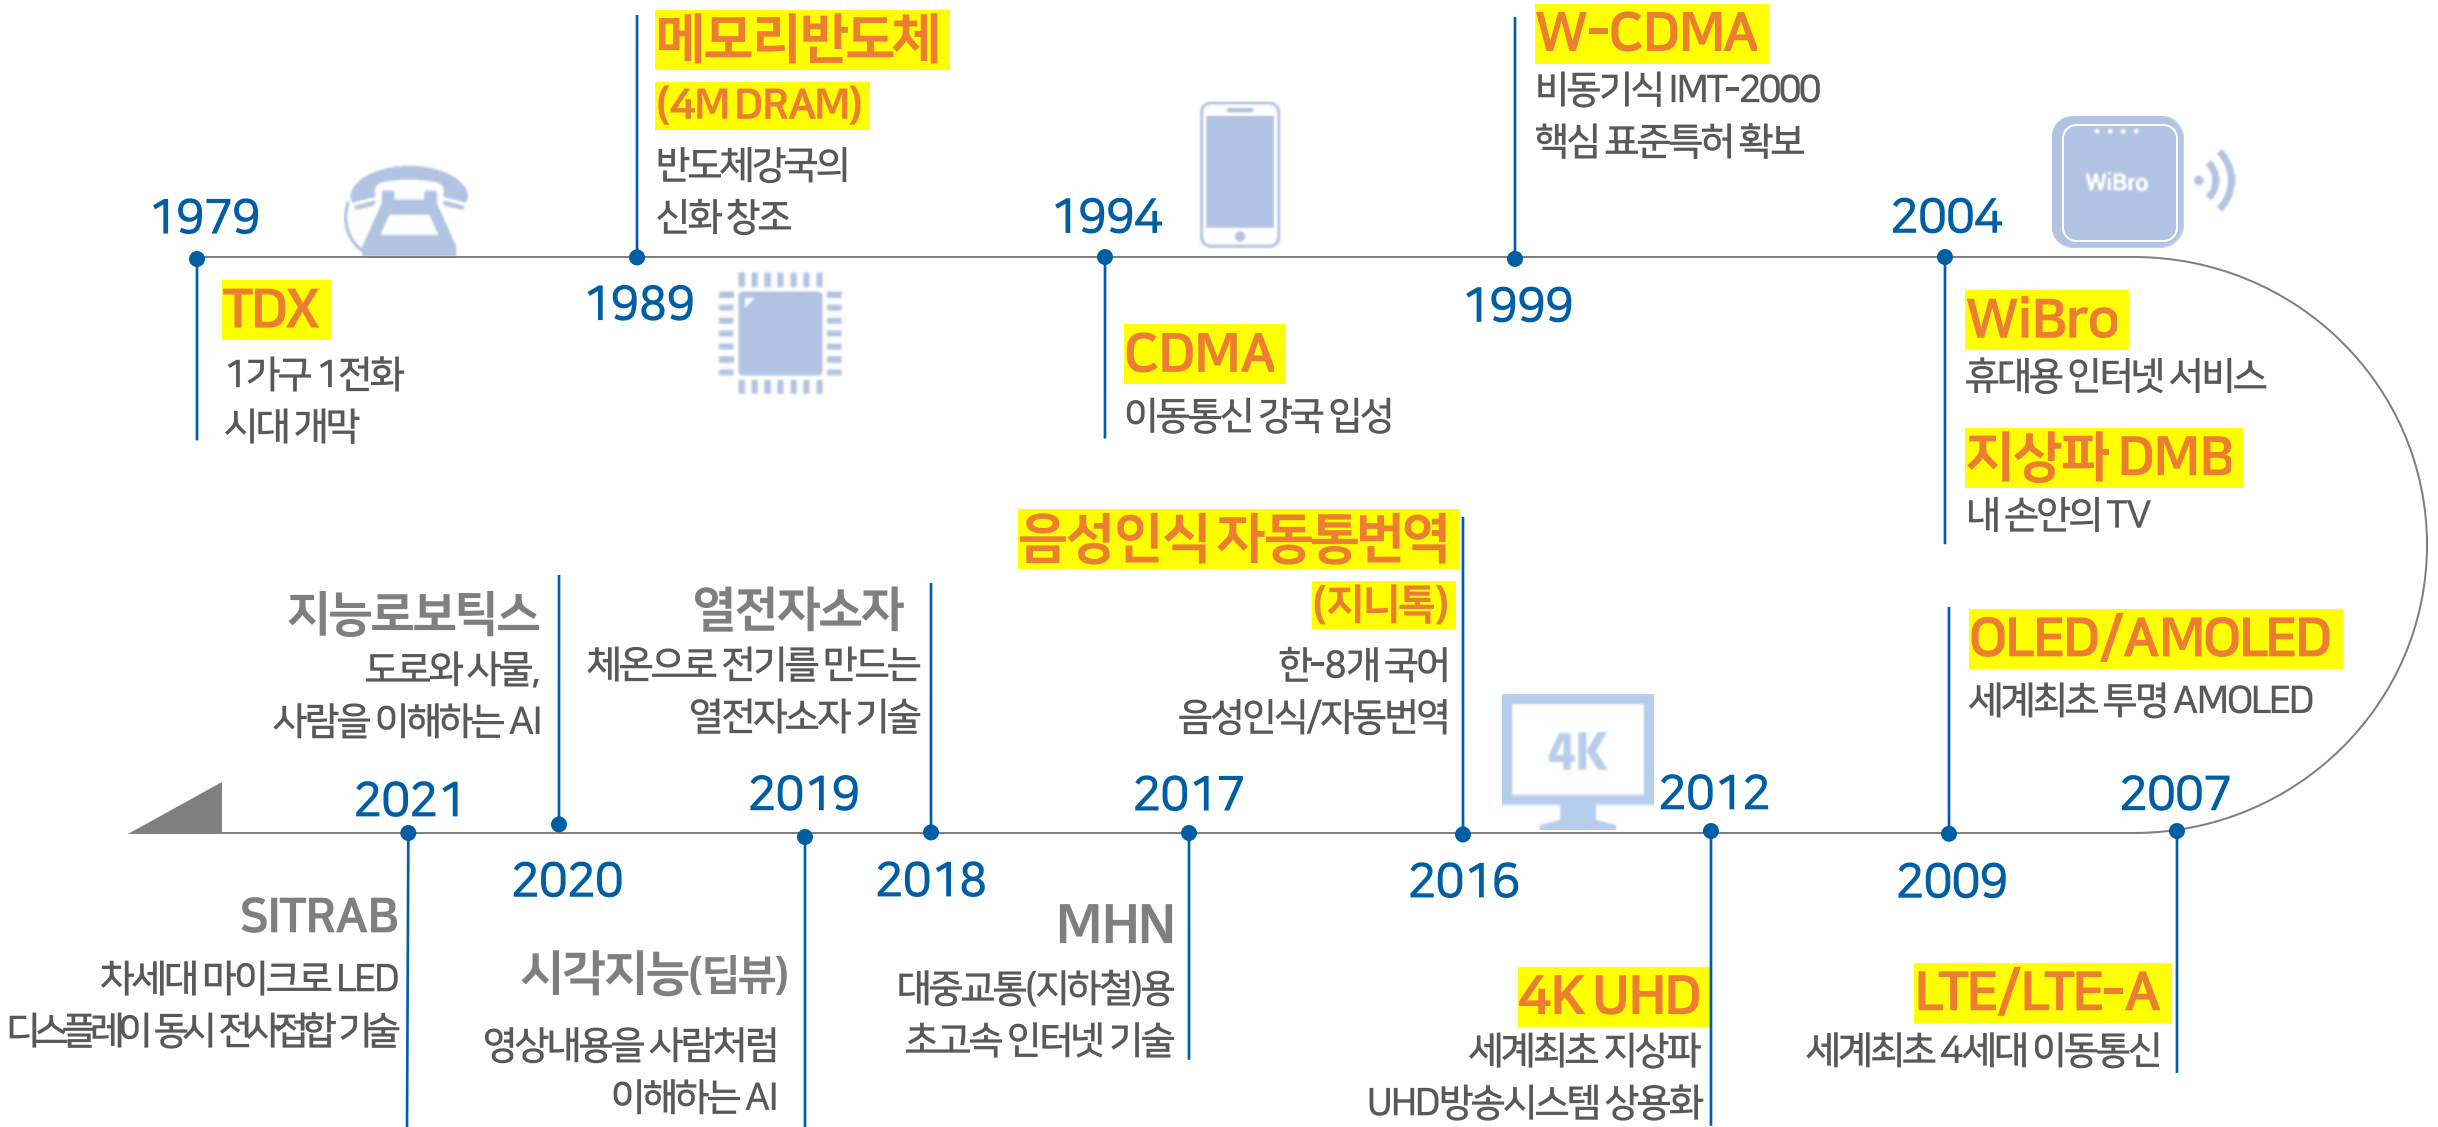 1979
TDX
1가구 1전화
시대 개막
메모리반도체
(4M DRAM)
반도체강국의
신화 창조
1989
1994
CDMA
이동통신 강국 입성
W-CDMA
비동기식 IMT-2000
핵심 표준특허 확보
1999
2004
WiBro
WiBro
휴대용 인터넷 서비스
지상파 DMB
내 손안의 TV
2007
LTE/LTE-A
세계최초 4세대 이동통신
OLED/AMOLED
세계최초 투명 AMOLED
2009
2012
4K
4K UHD
세계최초 지상파
UHD방송시스템 상용화
음성인식 자동통번역
(지니톡)
한-8개 국어
음성인식/자동번역
2016
2017
MHN
대중교통(지하철)용
초고속 인터넷 기술
열전자소자
체온으로 전기를 만드는
열전자소자 기술
2018
2019
시각지능(딥뷰)
영상내용을 사람처럼
이해하는 AI
지능로보틱스
도로와 사물,
사람을 이해하는 AI
2020
2021
SITRAB
차세대 마이크로 LED
디스플레이 동시 전사접합 기술